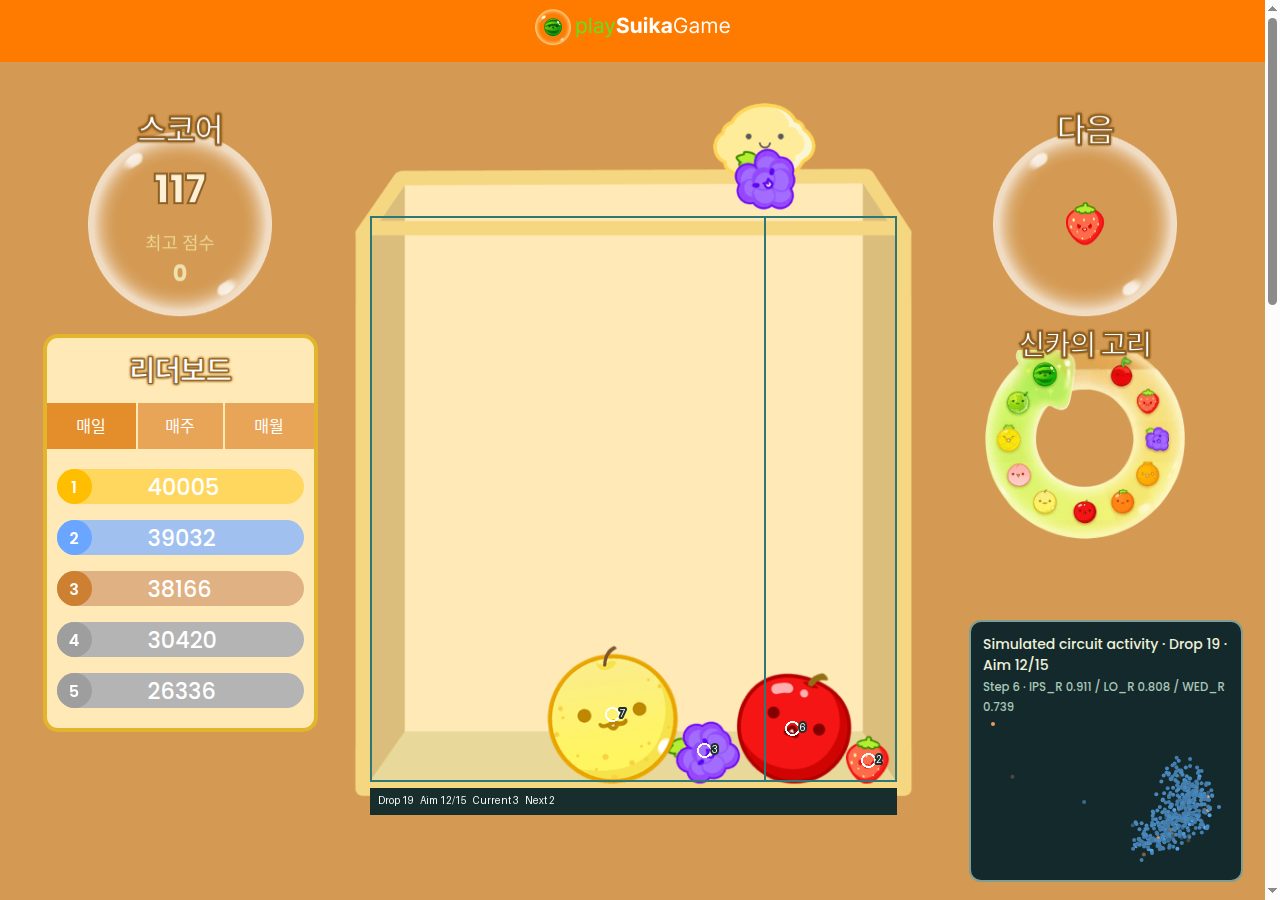 playSuikaGame
스코어
117
최고 점수
0
다음
리더보드
매일 매주 매월
1 40005
2 39032
3 38166
4 30420
5 26336
신카의 고리
7
3
6
2
Drop 19 Aim 12/15 Current 3 Next 2
Simulated circuit activity · Drop 19 ·
Aim 12/15
Step 6 · IPS_R 0.911 / LO_R 0.808 / WED_R
0.739